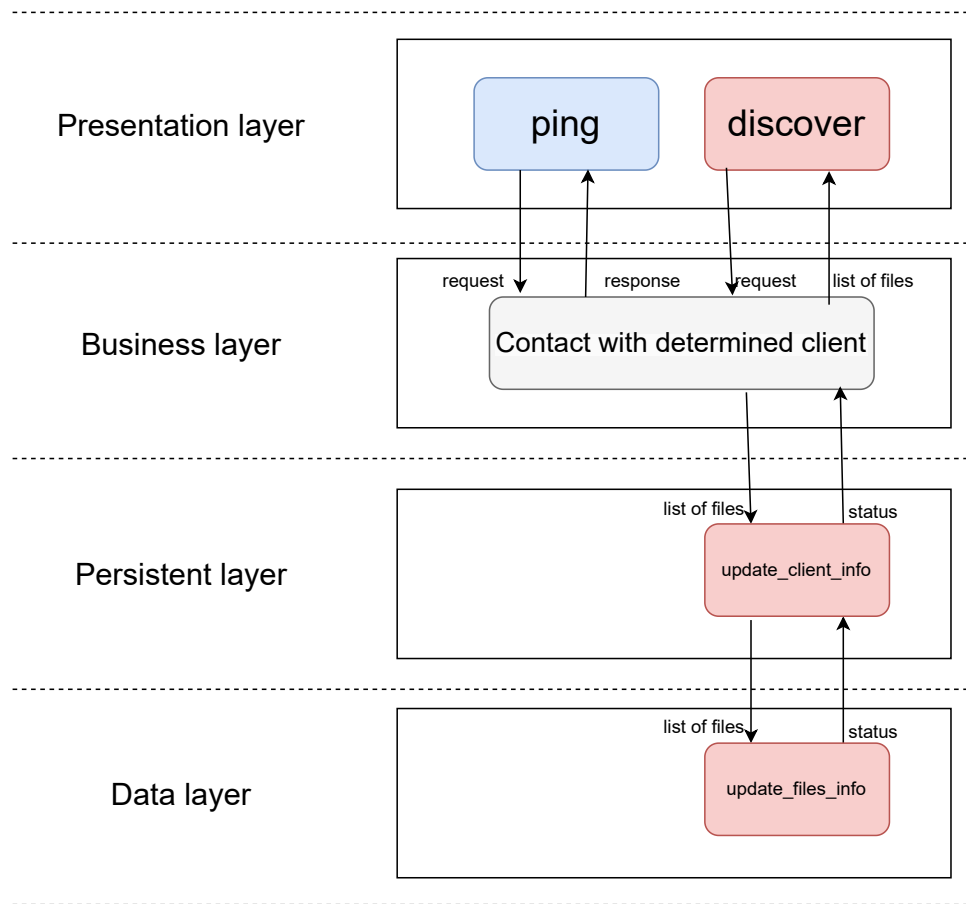 Presentation layer
ping
discover
request
response
request
list of files
Business layer
Contact with determined client
list of files
status
Persistent layer
update_client_info
list of files
status
Data layer
update_files_info